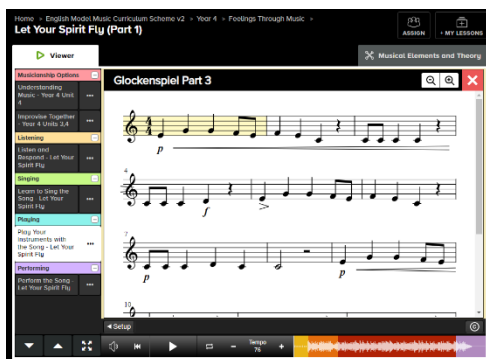 Home » English Model Music Curriculum Scheme v2 » Year 4 » Feelings Through Music »
Let Your Spirit Fly (Part 1)
ASSIGN
+ MY LESSONS
Viewer
Musical Elements and Theory
Musicianship Options
Understanding
Music - Year 4 Unit
4
Improvise Together
- Year 4 Units 3,4
Listening
Listen and
Respond - Let Your
Spirit Fly
Singing
Learn to Sing the
Song - Let Your
Spirit Fly
Playing
Play Your
Instruments with
the Song - Let Your
Spirit Fly
Performing
Perform the Song -
Let Your Spirit Fly
Glockenspiel Part 3
4
4
p
4
f
7
p
p
10
Setup
Tempo
76